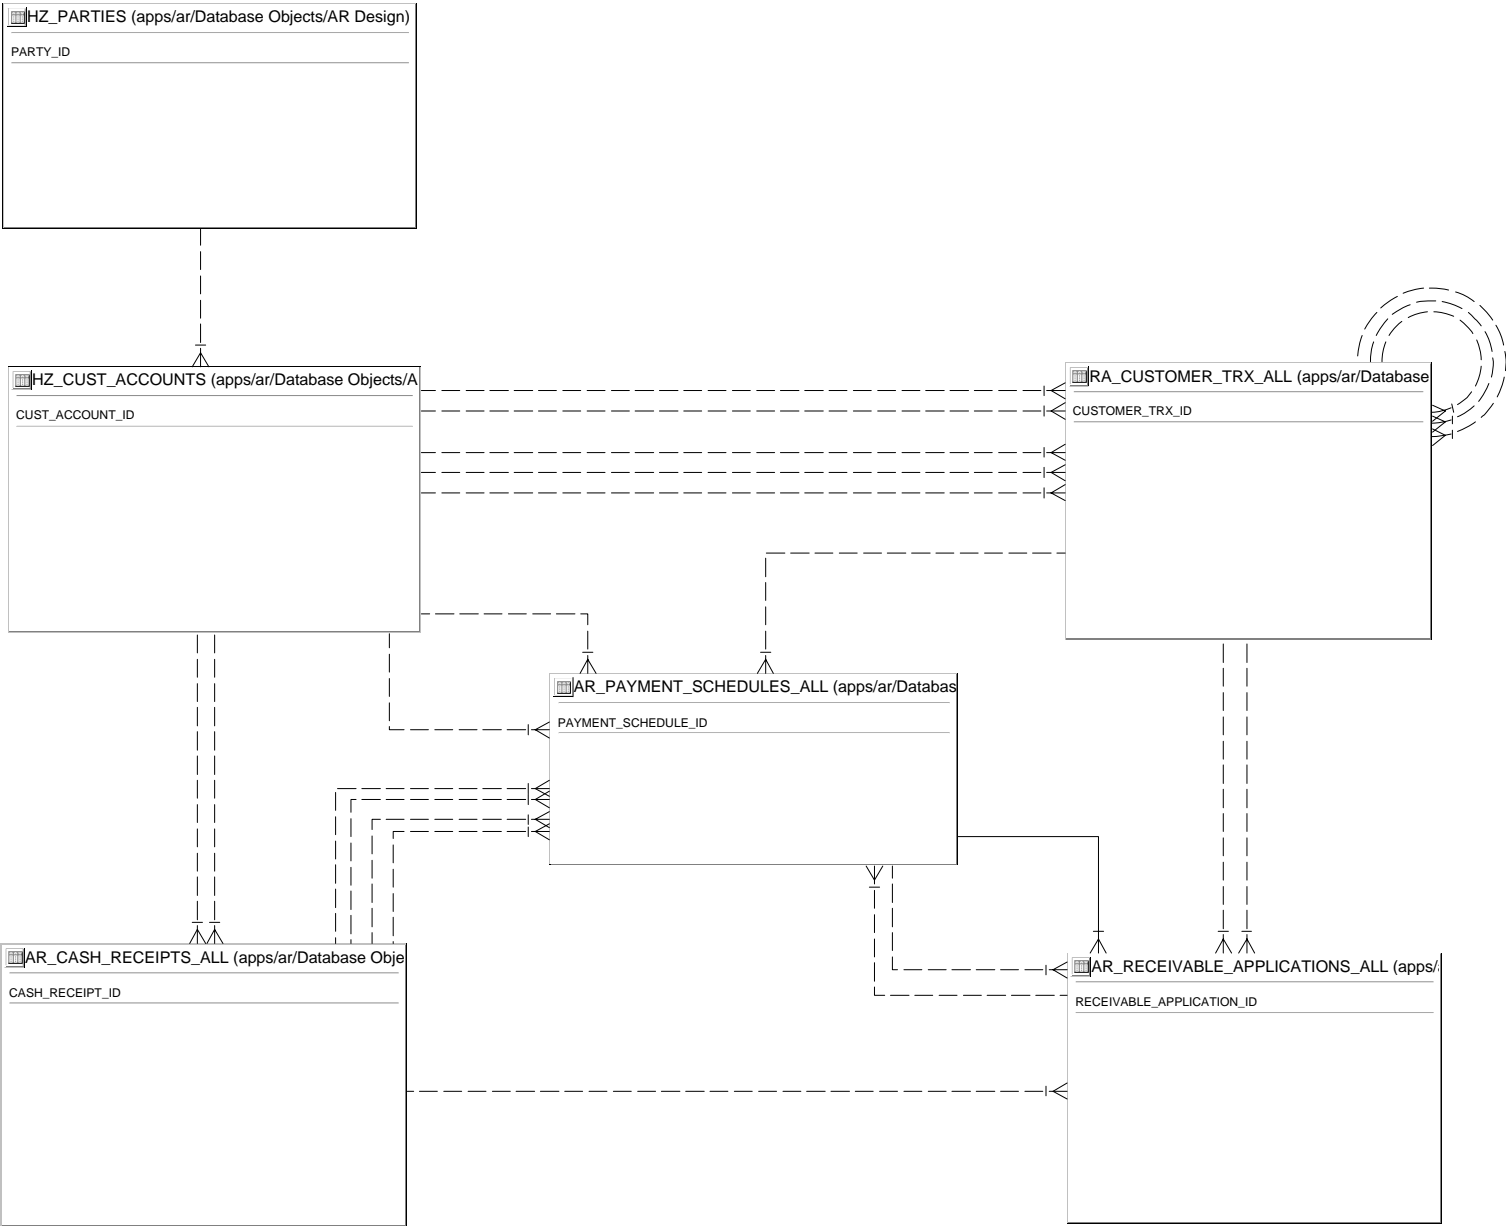 HZ_PARTIES (apps/ar/Database Objects/AR Design)
PARTY_ID
HZ_CUST_ACCOUNTS (apps/ar/Database Objects/A
CUST_ACCOUNT_ID
RA_CUSTOMER_TRX_ALL (apps/ar/Database
CUSTOMER_TRX_ID
AR_PAYMENT_SCHEDULES_ALL (apps/ar/Databas
PAYMENT_SCHEDULE_ID
AR_CASH_RECEIPTS_ALL (apps/ar/Database Obje
CASH_RECEIPT_ID
AR_RECEIVABLE_APPLICATIONS_ALL (apps/
RECEIVABLE_APPLICATION_ID